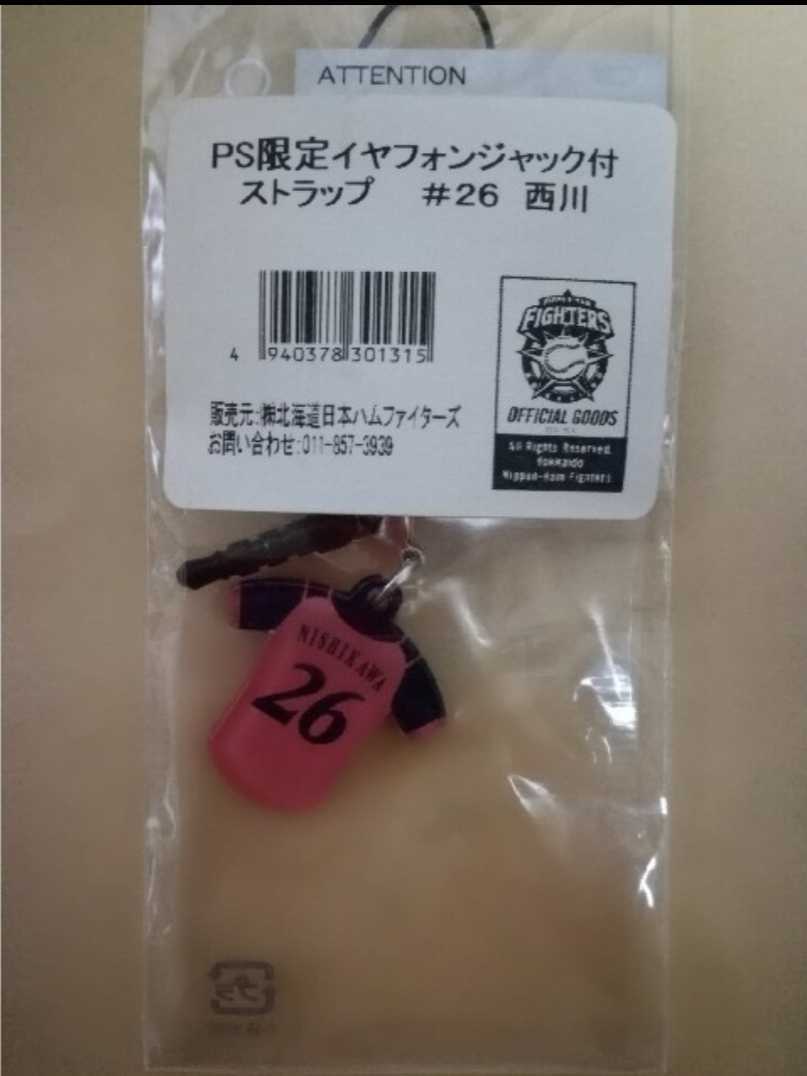 ATTENTION
PS限定イヤフォンジャック付
ストラップ #26 西川
4 940378 301315
販売元:㈱北海道日本ハムファイターズ
お問い合わせ:011-857-3939
FIGHTERS
OFFICIAL GOODS
All Rights Reserved.
Hokkaido
Nippon-Ham Fighters
NISHIKAWA
26
プラ